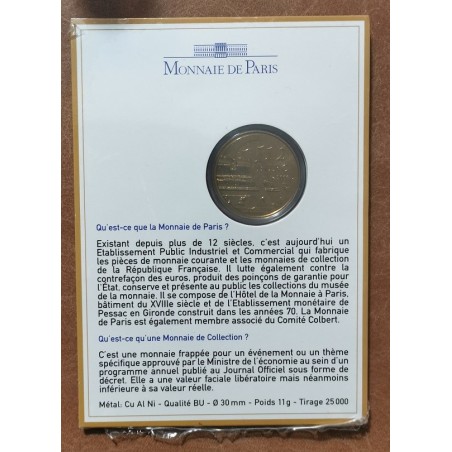 MONNAIE DE PARIS
Qu'est-ce que la Monnaie de Paris ?
Existant depuis plus de 12 siècles, c'est aujourd'hui un
Etablissement Public Industriel et Commercial qui fabrique
les pièces de monnaie courante et les monnaies de collection
de la République Française. Il lutte également contre la
contrefaçon des euros, produit des poinçons de garantie pour
l'État, conserve et présente au public les collections du musée
de la monnaie. Il se compose de l'Hôtel de la Monnaie à Paris,
bâtiment du XVIIIe siècle et de l'Etablissement monétaire de
Pessac en Gironde construit dans les années 70. La Monnaie
de Paris est également membre associé du Comité Colbert.
Qu'est-ce qu'une Monnaie de Collection ?
C'est une monnaie frappée pour un événement ou un thème
spécifique approuvé par le Ministre de l'économie au sein d'un
programme annuel publié au Journal Officiel sous forme de
décret. Elle a une valeur faciale libératoire mais néanmoins
inférieure à sa valeur réelle.
Métal: Cu Al Ni - Qualité BU - Ø 30 mm - Poids 11g - Tirage 25 000